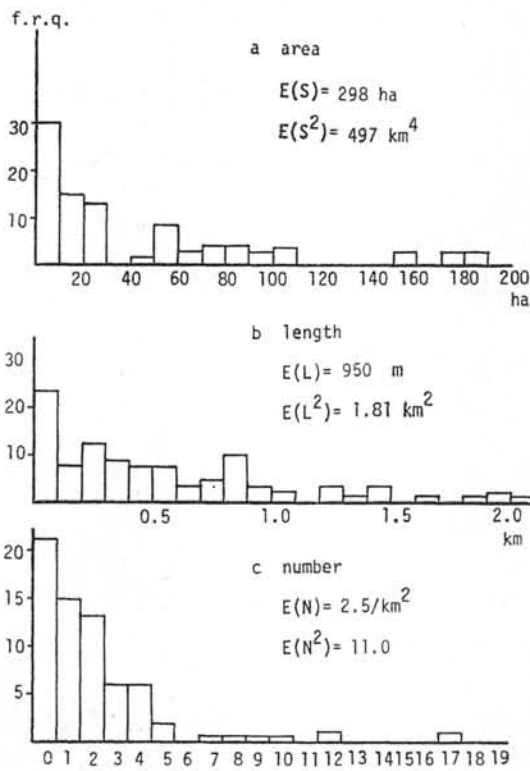 f.r.q.
a area
E(S)= 298 ha
E(S²)= 497 km⁴
30
20
10
20 40 60 80 100 120 140 160 180 200
ha
b length
E(L)= 950 m
E(L²)= 1.81 km²
30
20
10
0.5 1.0 1.5 2.0
km
c number
E(N)= 2.5/km²
E(N²)= 11.0
20
15
10
5
0 1 2 3 4 5 6 7 8 9 10 11 12 13 14 15 16 17 18 19